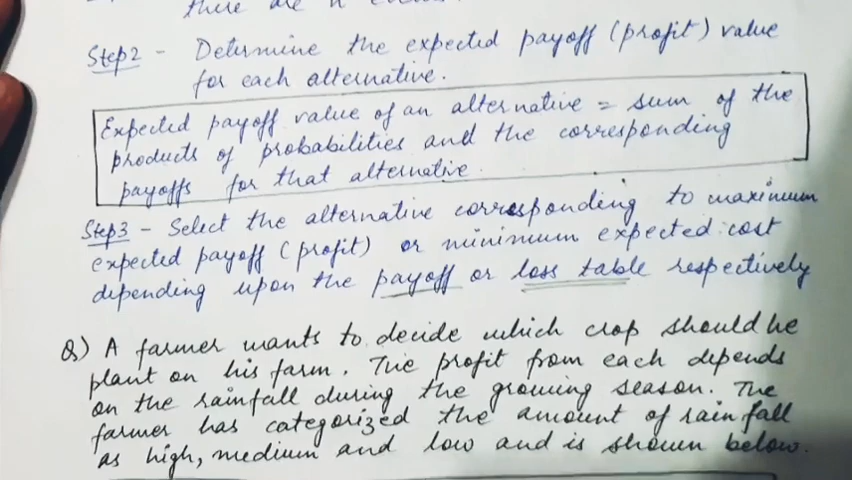 there are n
Step2 - Determine the expected payoff (profit) value
for each alternative.
Expected payoff value of an alternative = sum of the
products of probabilities and the corresponding
payoffs for that alternative.
Step3 - Select the alternative corresponding to maximum
expected payoff (profit) or minimum expected cost
depending upon the payoff or loss table respectively
Q) A farmer wants to decide which crop should he
plant on his farm. The profit from each depends
on the rainfall during the growing season. The
farmer has categorized the amount of rainfall
as high, medium and low and is shown below.